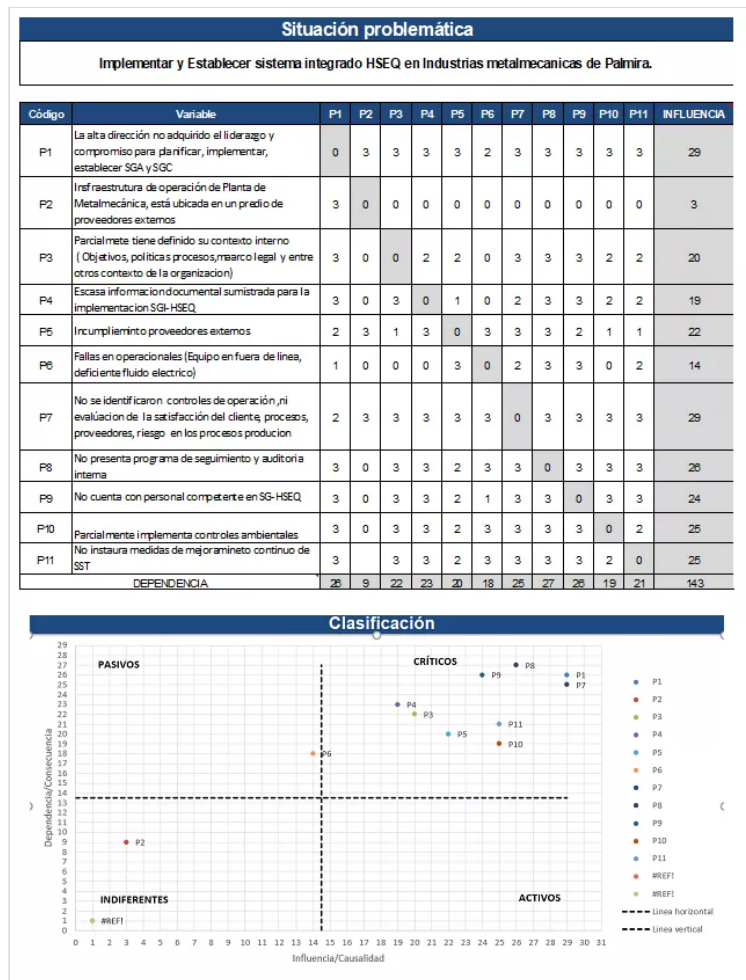 Situación problemática
Implementar y Establecer sistema integrado HSEQ en Industrias metalmecanicas de Palmira.
Código Variable P1 P2 P3 P4 P5 P6 P7 P8 P9 P10 P11 INFLUENCIA
P1 La alta dirección no adquirido el liderazgo y
compromiso para planificar, implementar,
establecer SGA y SGC
0 3 3 3 3 2 3 3 3 3 3 29
P2 Insfraestrutura de operación de Planta de
Metalmecánica, está ubicada en un predio de
proveedores externos
3 0 0 0 0 0 0 0 0 0 0 3
P3 Parcialmete tiene definido su contexto interno
( Objetivos, politicas procesos,maarco legal y entre
otros contexto de la organizacion)
3 0 0 2 2 0 3 3 3 2 2 20
P4 Escasa informacion documental sumistrada para la
implementacion SGI-HSEQ
3 0 3 0 1 0 2 3 3 2 2 19
P5 Incumplieminto proveedores externos 2 3 1 3 0 3 3 3 2 1 1 22
P6 Fallas en operacionales (Equipo en fuera de linea,
deficiente fluido electrico)
1 0 0 0 3 0 2 3 3 0 2 14
P7 No se identificaron controles de operación ,ni
evalúacion de la satisfacción del cliente, procesos,
proveedores, riesgo en los procesos producion
2 3 3 3 3 3 0 3 3 3 3 29
P8 No presenta programa de seguimiento y auditoria
interna
3 0 3 3 2 3 3 0 3 3 3 26
P9 No cuenta con personal competente en SG-HSEQ 3 0 3 3 2 1 3 3 0 3 3 24
P10 Parcialmente implementa controles ambientales 3 0 3 3 2 3 3 3 3 0 2 25
P11 No instaura medidas de mejoramineto continuo de
SST
3 3 3 2 3 3 3 3 2 0 25
DEPENDENCIA 26 9 22 23 20 18 25 27 26 19 21 143
Clasificación
PASIVOS
CRÍTICOS
INDIFERENTES
ACTIVOS
Dependencia/Consecuencia
29
28
27
26
25
24
23
22
21
20
19
18
17
16
15
14
13
12
11
10
9
8
7
6
5
4
3
2
1
0
P8
P9
P1
P7
P4
P3
P11
P5
P10
P6
P2
#REF!
0 1 2 3 4 5 6 7 8 9 10 11 12 13 14 15 16 17 18 19 20 21 22 23 24 25 26 27 28 29 30 31
Influencia/Causalidad
P1
P2
P3
P4
P5
P6
P7
P8
P9
P10
P11
#REF!
#REF!
Linea horizontal
Linea vertical